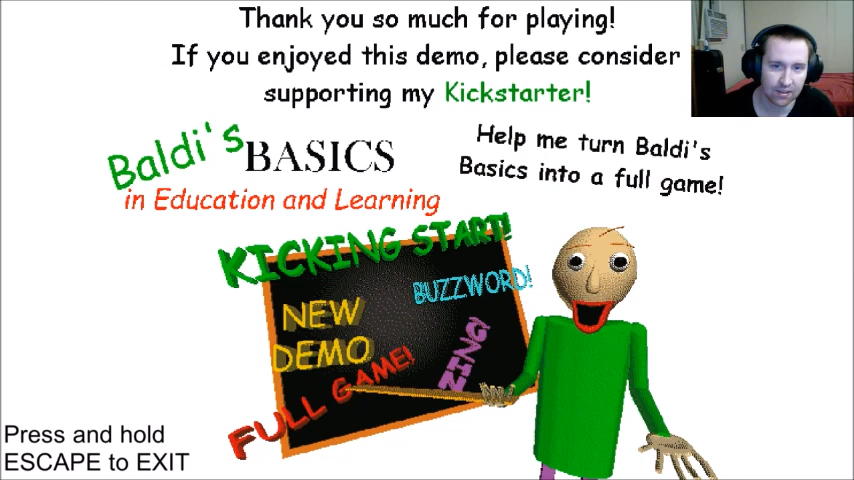 Thank you so much for playing!
If you enjoyed this demo, please consider
supporting my Kickstarter!
Baldi's BASICS
in Education and Learning
Help me turn Baldi's
Basics into a full game!
KICKING START!
BUZZWORD!
NEW
DEMO
FULL GAME!
Press and hold
ESCAPE to EXIT